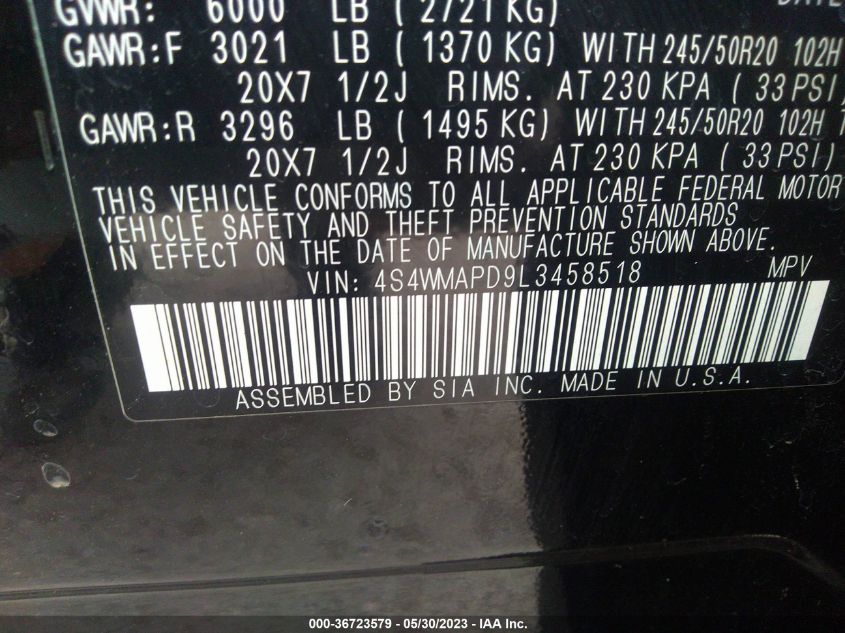 DATE
GVWR: 6000 LB ( 2721 KG)
GAWR:F 3021 LB ( 1370 KG) WITH 245/50R20 102H
20X7 1/2J RIMS. AT 230 KPA ( 33 PSI)
GAWR:R 3296 LB ( 1495 KG) WITH 245/50R20 102H
20X7 1/2J RIMS. AT 230 KPA ( 33 PSI)
THIS VEHICLE CONFORMS TO ALL APPLICABLE FEDERAL MOTOR
VEHICLE SAFETY AND THEFT PREVENTION STANDARDS
IN EFFECT ON THE DATE OF MANUFACTURE SHOWN ABOVE.
VIN: 4S4WMAPD9L3458518 MPV
ASSEMBLED BY SIA INC. MADE IN U.S.A.
000-36723579 - 05/30/2023 - IAA Inc.